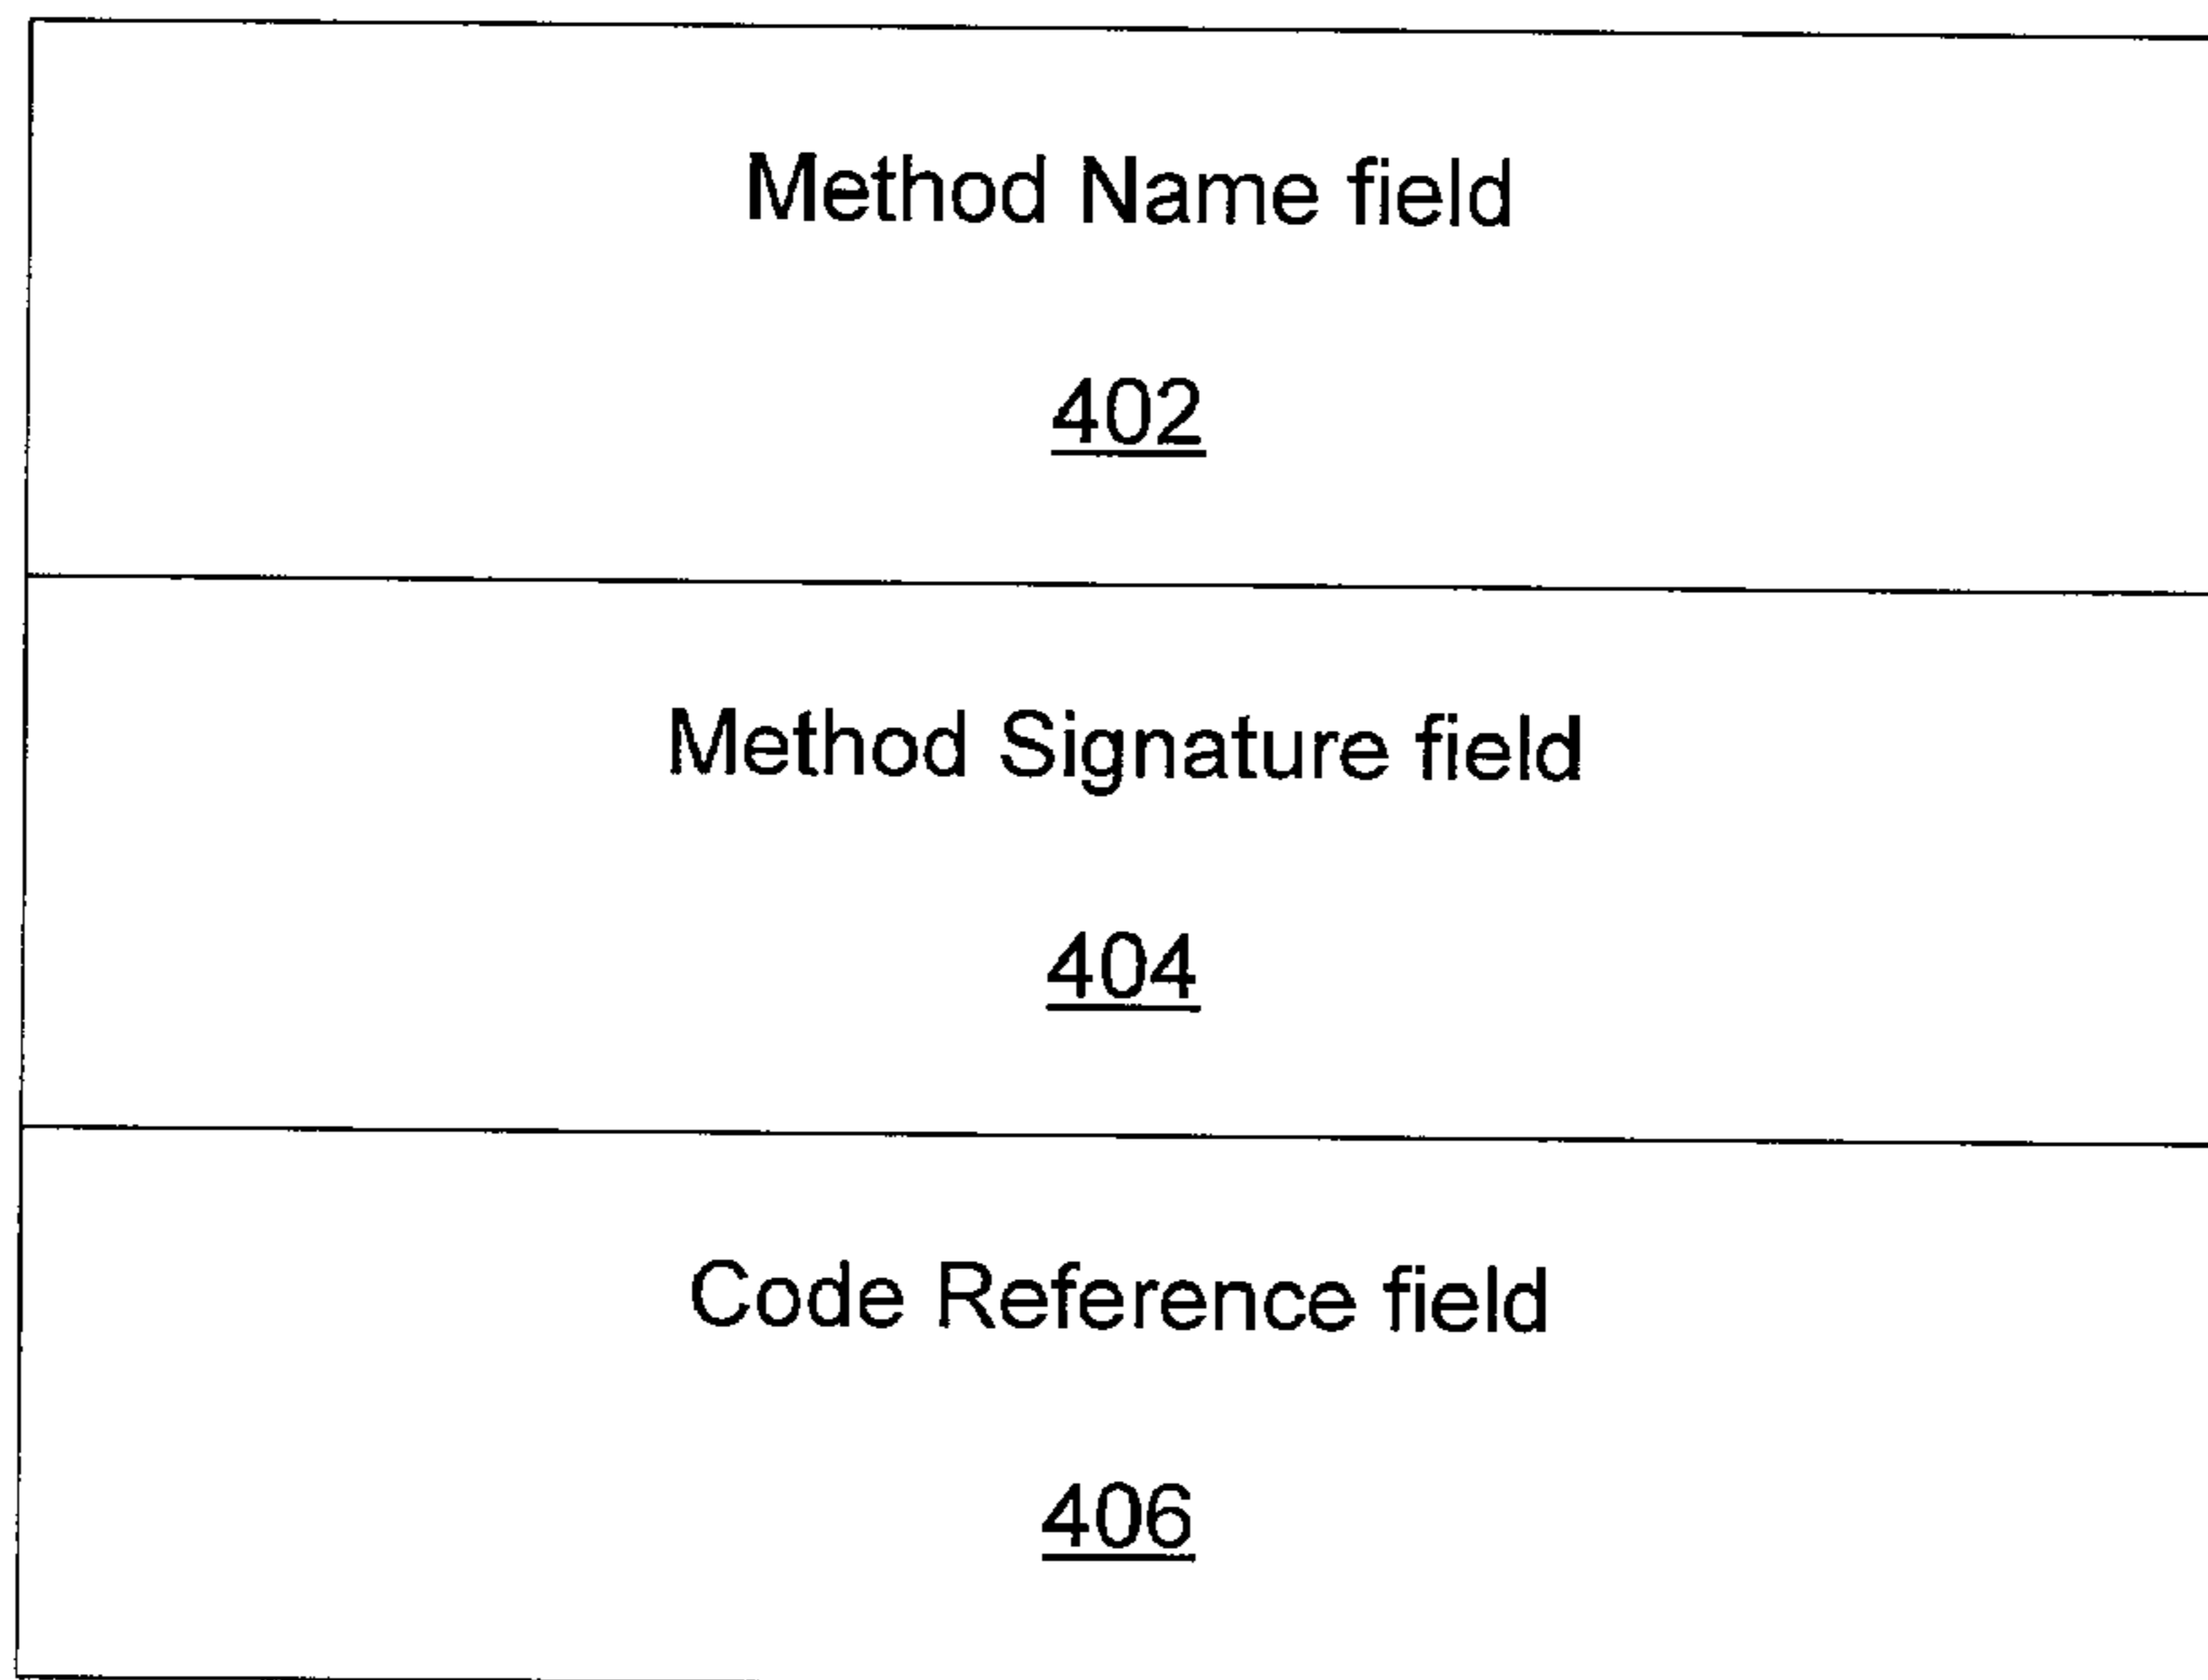 Method Name field
402
Method Signature field
404
Code Reference field
406